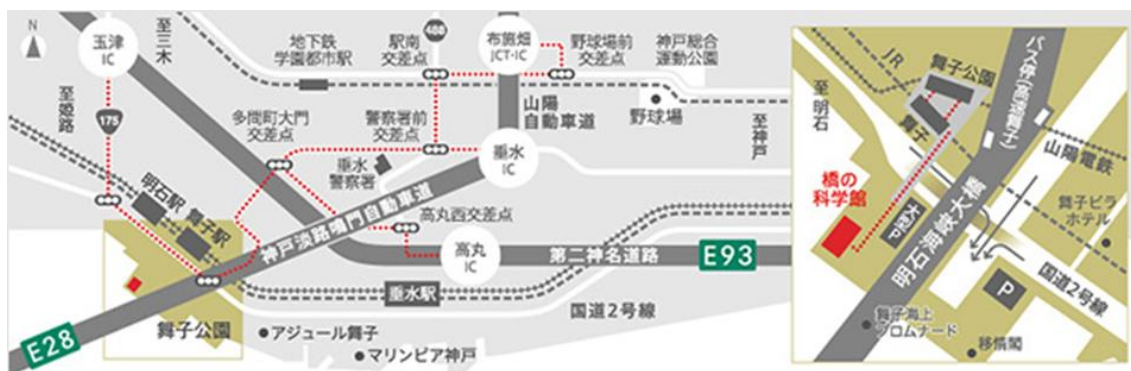 N
玉津
IC
至三木
地下鉄
学園都市駅
駅南
交差点
488
布施畑
JCT・IC
野球場前
交差点
神戸総合
運動公園
至姫路
175
多聞町大門
交差点
警察署前
交差点
山陽
自動車道
野球場
至神戸
垂水
警察署
垂水
IC
明石駅
舞子駅
神戸淡路鳴門自動車道
高丸西交差点
高丸
IC
第二神名道路
E93
垂水駅
国道2号線
舞子公園
E28
アジュール舞子
マリンピア神戸
至明石
JR
舞子公園
舞子
バス停(高速舞子)
山陽電鉄
橋の
科学館
大型P
明石海峡大橋
舞子ビラ
ホテル
国道2号線
P
舞子海上
プロムナード
移情閣